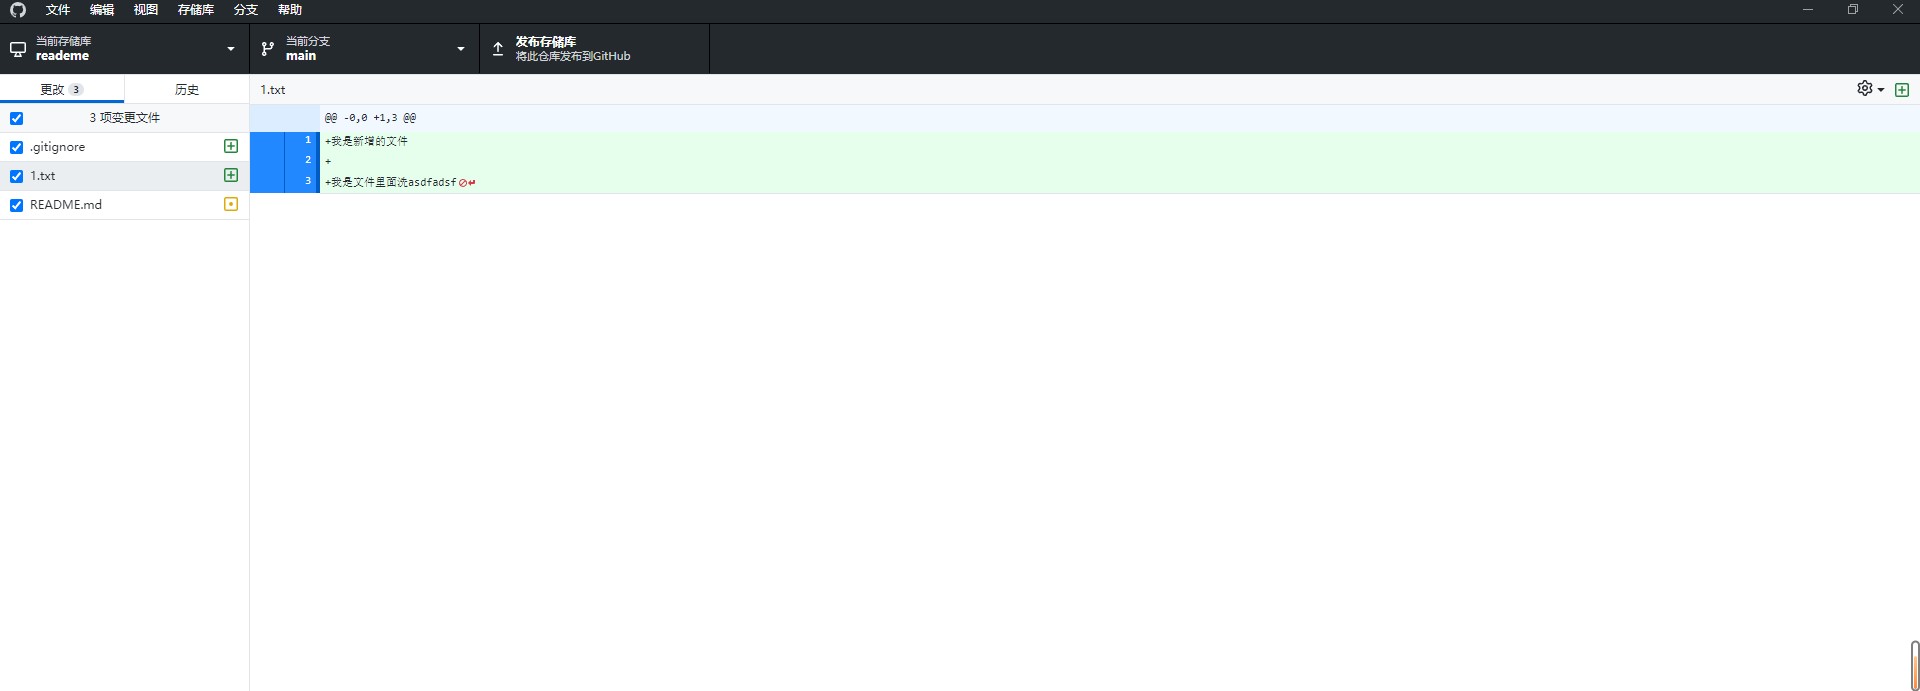 文件 编辑 视图 存储库 分支 帮助
当前存储库
reademe
当前分支
main
发布存储库
将此仓库发布到GitHub
更改 3
历史
3 项变更文件
.gitignore
1.txt
README.md
1.txt
@@ -0,0 +1,3 @@
1 +我是新增的文件
2 +
3 +我是文件里面洗asdfadsf